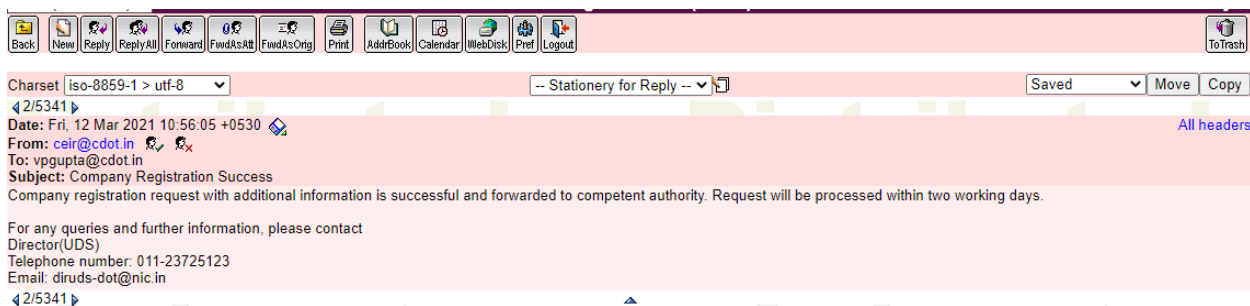 Back New Reply ReplyAll Forward FwdAsAtt FwdAsOrig Print AddrBook Calendar WebDisk Pref Logout ToTrash
Charset iso-8859-1 > utf-8 -- Stationery for Reply -- Saved Move Copy
2/5341
Date: Fri, 12 Mar 2021 10:56:05 +0530 All headers
From: ceir@cdot.in
To: vpgupta@cdot.in
Subject: Company Registration Success
Company registration request with additional information is successful and forwarded to competent authority. Request will be processed within two working days.
For any queries and further information, please contact
Director(UDS)
Telephone number: 011-23725123
Email: diruds-dot@nic.in
2/5341